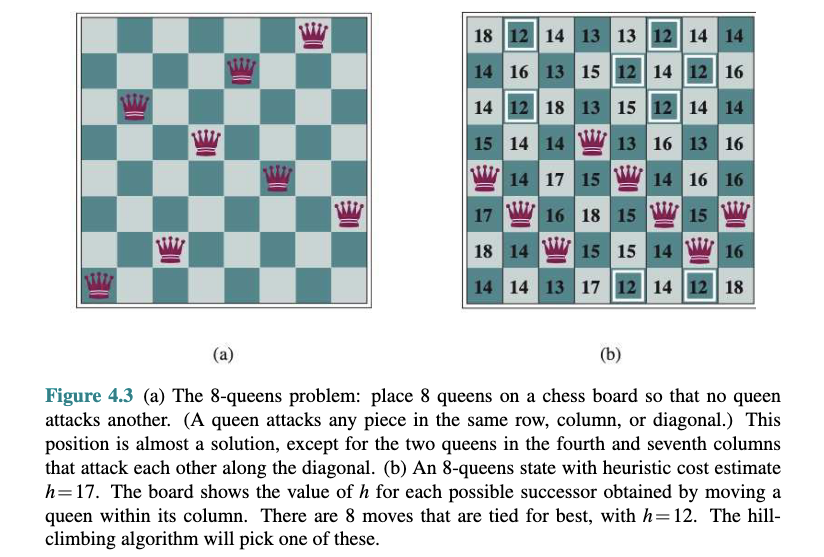 18 12 14 13 13 12 14 14
14 16 13 15 12 14 12 16
14 12 18 13 15 12 14 14
15 14 14 13 16 13 16
14 17 15 14 16 16
17 16 18 15 15
18 14 15 15 14 16
14 14 13 17 12 14 12 18
(a) (b)
Figure 4.3 (a) The 8-queens problem: place 8 queens on a chess board so that no queen
attacks another. (A queen attacks any piece in the same row, column, or diagonal.) This
position is almost a solution, except for the two queens in the fourth and seventh columns
that attack each other along the diagonal. (b) An 8-queens state with heuristic cost estimate
h=17. The board shows the value of h for each possible successor obtained by moving a
queen within its column. There are 8 moves that are tied for best, with h=12. The hill-
climbing algorithm will pick one of these.